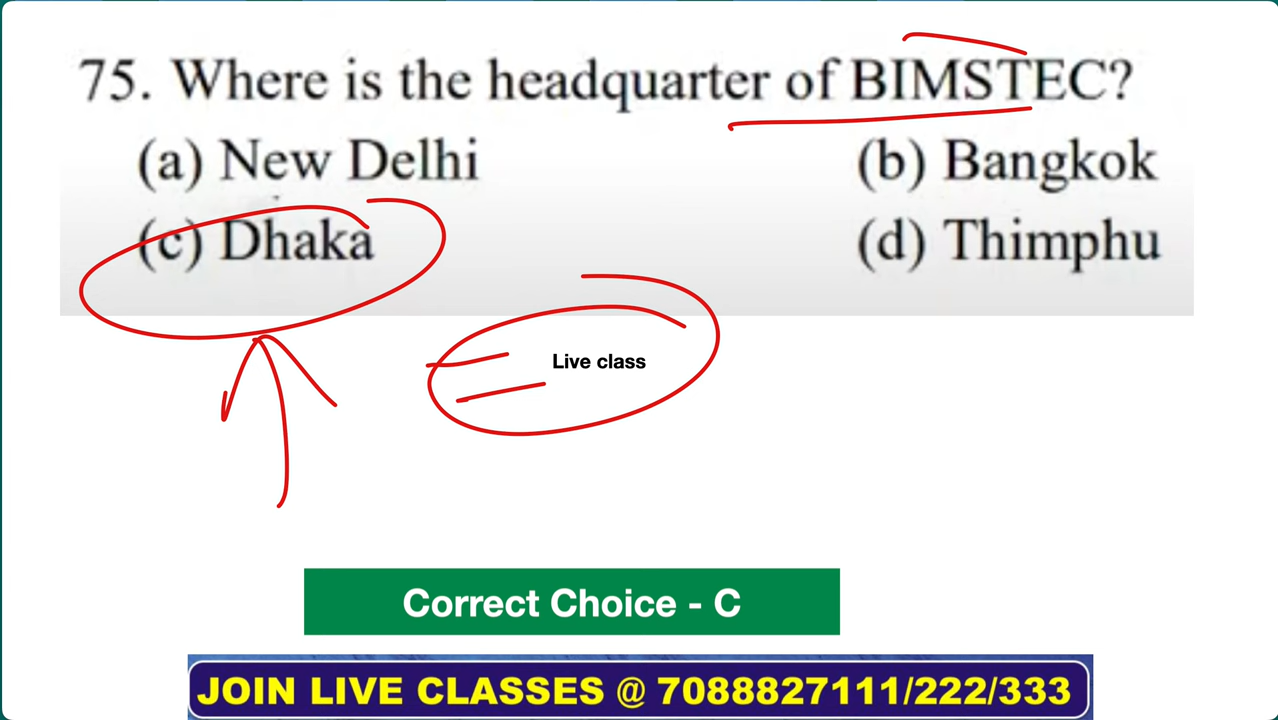 75. Where is the headquarter of BIMSTEC?
(a) New Delhi (b) Bangkok
(c) Dhaka (d) Thimphu
Live class
Correct Choice - C
JOIN LIVE CLASSES @ 7088827111/222/333